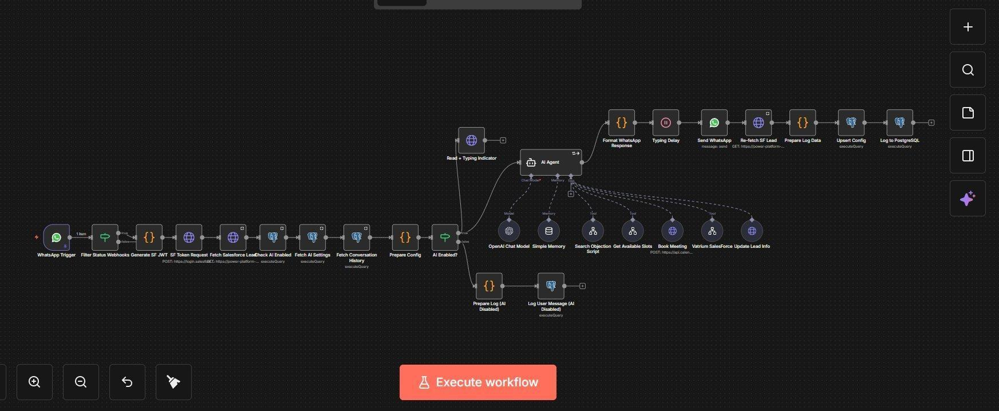 Format WhatsApp
Response
Typing Delay
Send WhatsApp
message: send
Re-fetch SF Lead
GET: https://power-platform-...
Prepare Log Data
Upsert Config
executeQuery
Log to PostgreSQL
executeQuery
Read + Typing Indicator
AI Agent
Chat Model*
Memory
Tool
Model
Memory
Tool
Tool
Tool
OpenAI Chat Model
Simple Memory
Search Objection
Script
Get Available Slots
Book Meeting
POST: https://api.calen...
Vatrium SalesForce
Update Lead Info
1 item
true
false
true
false
WhatsApp Trigger
Filter Status Webhooks
Generate SF JWT
SF Token Request
POST: https://login.salesfo
Fetch Salesforce Lead
GET: https://power-platform-...
Check AI Enabled
executeQuery
Fetch AI Settings
executeQuery
Fetch Conversation
History
executeQuery
Prepare Config
AI Enabled?
Prepare Log (AI
Disabled)
Log User Message (AI
Disabled)
executeQuery
Execute workflow